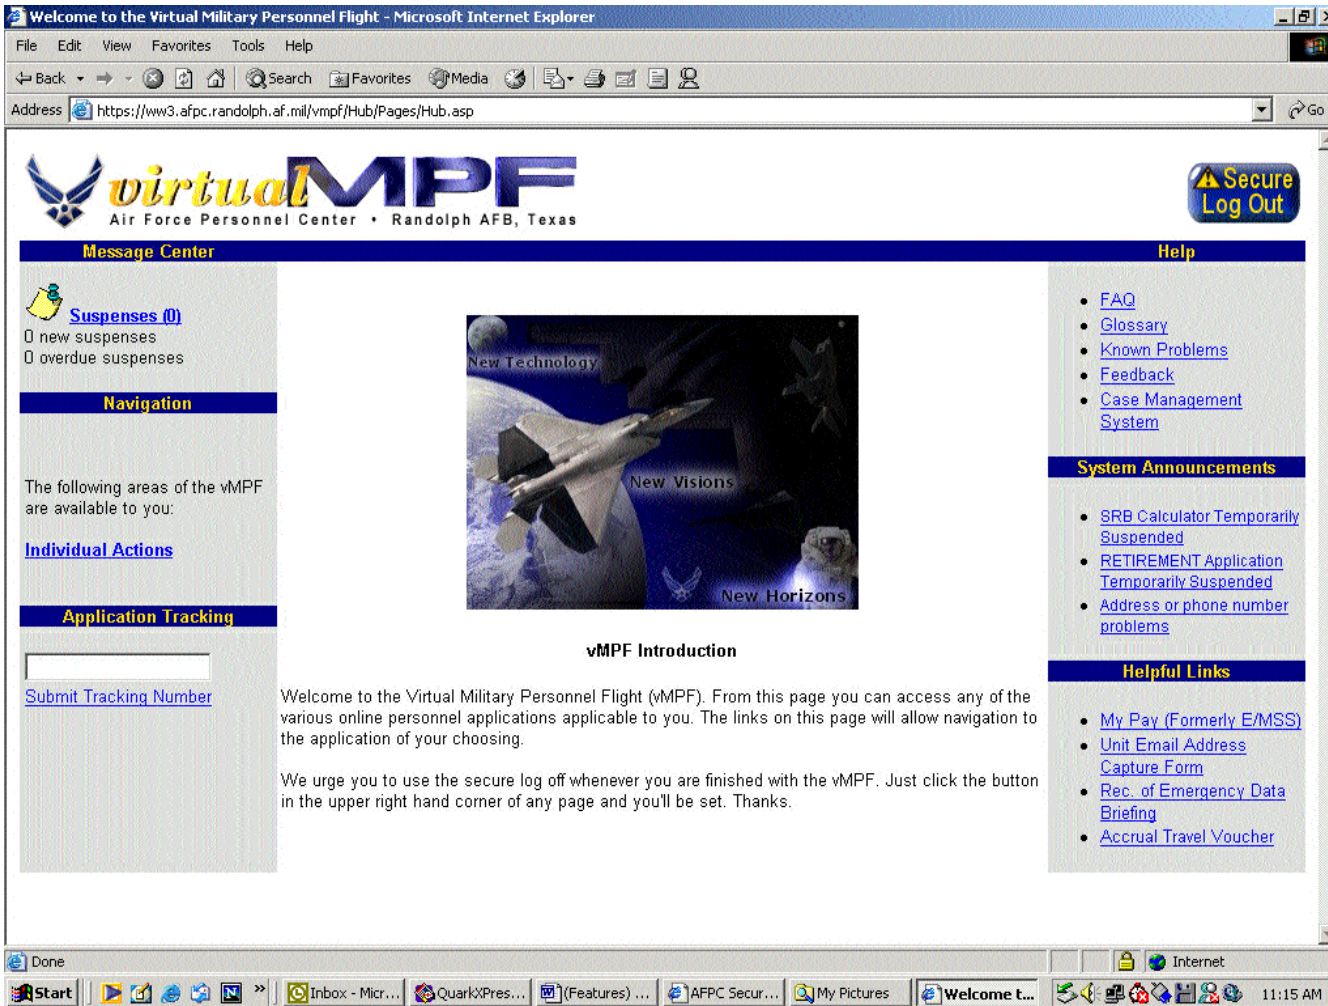 Welcome to the Virtual Military Personnel Flight - Microsoft Internet Explorer
File Edit View Favorites Tools Help
Back Search Favorites Media
Address https://ww3.afpc.randolph.af.mil/vmpf/Hub/Pages/Hub.asp Go
virtual MPF
Air Force Personnel Center • Randolph AFB, Texas
Secure
Log Out
Message Center
Suspenses (0)
0 new suspenses
0 overdue suspenses
Navigation
The following areas of the vMPF
are available to you:
Individual Actions
Application Tracking
Submit Tracking Number
New Technology
New Visions
New Horizons
vMPF Introduction
Welcome to the Virtual Military Personnel Flight (vMPF). From this page you can access any of the
various online personnel applications applicable to you. The links on this page will allow navigation to
the application of your choosing.
We urge you to use the secure log off whenever you are finished with the vMPF. Just click the button
in the upper right hand corner of any page and you'll be set. Thanks.
Help
• FAQ
• Glossary
• Known Problems
• Feedback
• Case Management
System
System Announcements
• SRB Calculator Temporarily
Suspended
• RETIREMENT Application
Temporarily Suspended
• Address or phone number
problems
Helpful Links
• My Pay (Formerly E/MSS)
• Unit Email Address
Capture Form
• Rec. of Emergency Data
Briefing
• Accrual Travel Voucher
Done Internet
Start » Inbox - Micr... QuarkXPres... (Features) ... AFPC Secur... My Pictures Welcome t... 11:15 AM